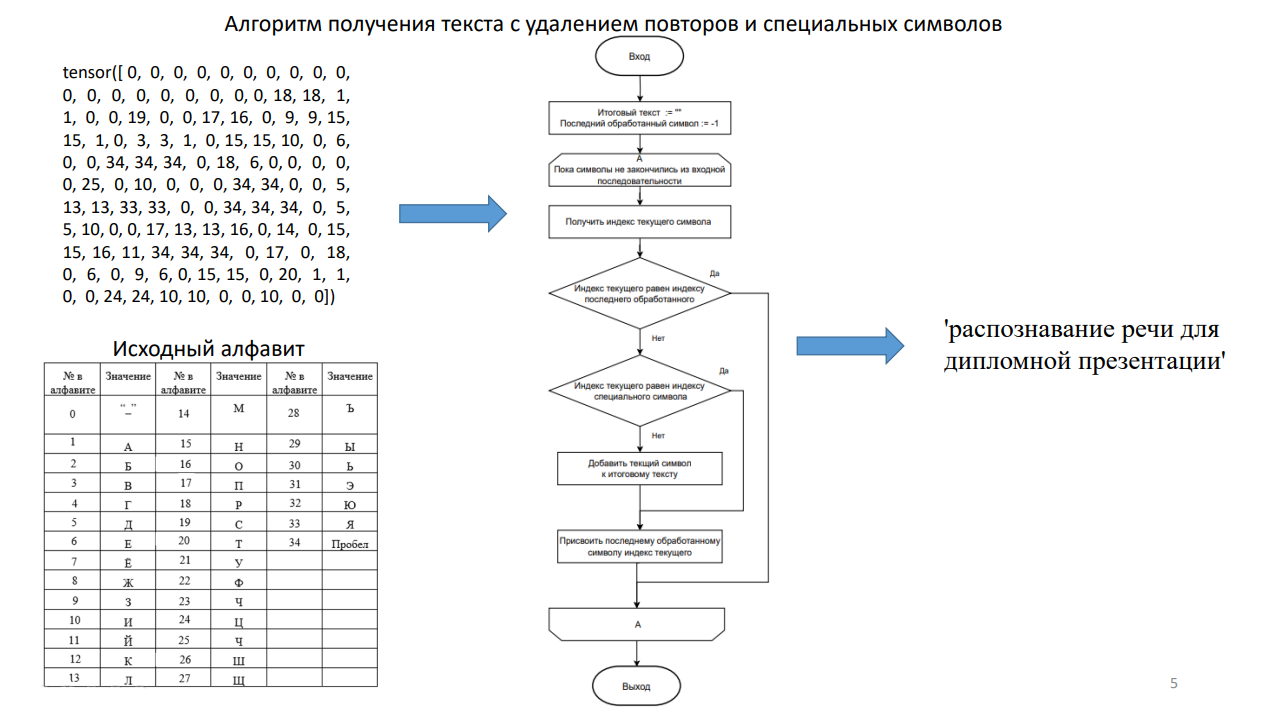 Алгоритм получения текста с удалением повторов и специальных символов
tensor([ 0, 0, 0, 0, 0, 0, 0, 0, 0, 0,
0, 0, 0, 0, 0, 0, 0, 0, 0, 18, 18, 1,
1, 0, 0, 19, 0, 0, 17, 16, 0, 9, 9, 15,
15, 1, 0, 3, 3, 1, 0, 15, 15, 10, 0, 6,
0, 0, 34, 34, 34, 0, 18, 6, 0, 0, 0, 0,
0, 25, 0, 10, 0, 0, 0, 34, 34, 0, 0, 5,
13, 13, 33, 33, 0, 0, 34, 34, 34, 0, 5,
5, 10, 0, 0, 17, 13, 13, 16, 0, 14, 0, 15,
15, 16, 11, 34, 34, 34, 0, 17, 0, 18,
0, 6, 0, 9, 6, 0, 15, 15, 0, 20, 1, 1,
0, 0, 24, 24, 10, 10, 0, 0, 10, 0, 0])
Исходный алфавит
№ в алфавите Значение № в алфавите Значение № в алфавите Значение
0 “_” 14 М 28 Ъ
1 А 15 Н 29 Ы
2 Б 16 О 30 Ь
3 В 17 П 31 Э
4 Г 18 Р 32 Ю
5 Д 19 С 33 Я
6 Е 20 Т 34 Пробел
7 Ё 21 У
8 Ж 22 Ф
9 З 23 Ч
10 И 24 Ц
11 Й 25 Ч
12 К 26 Ш
13 Л 27 Щ
Вход
Итоговый текст := ""
Последний обработанный символ := -1
А
Пока символы не закончились из входной
последовательности
Получить индекс текущего символа
Да
Индекс текущего равен индексу
последнего обработанного
Нет
Да
Индекс текущего равен индексу
специального символа
Нет
Добавить текщий символ
к итоговому тексту
Присвоить последнему обработанному
символу индекс текущего
А
Выход
'распознавание речи для
дипломной презентации'
5